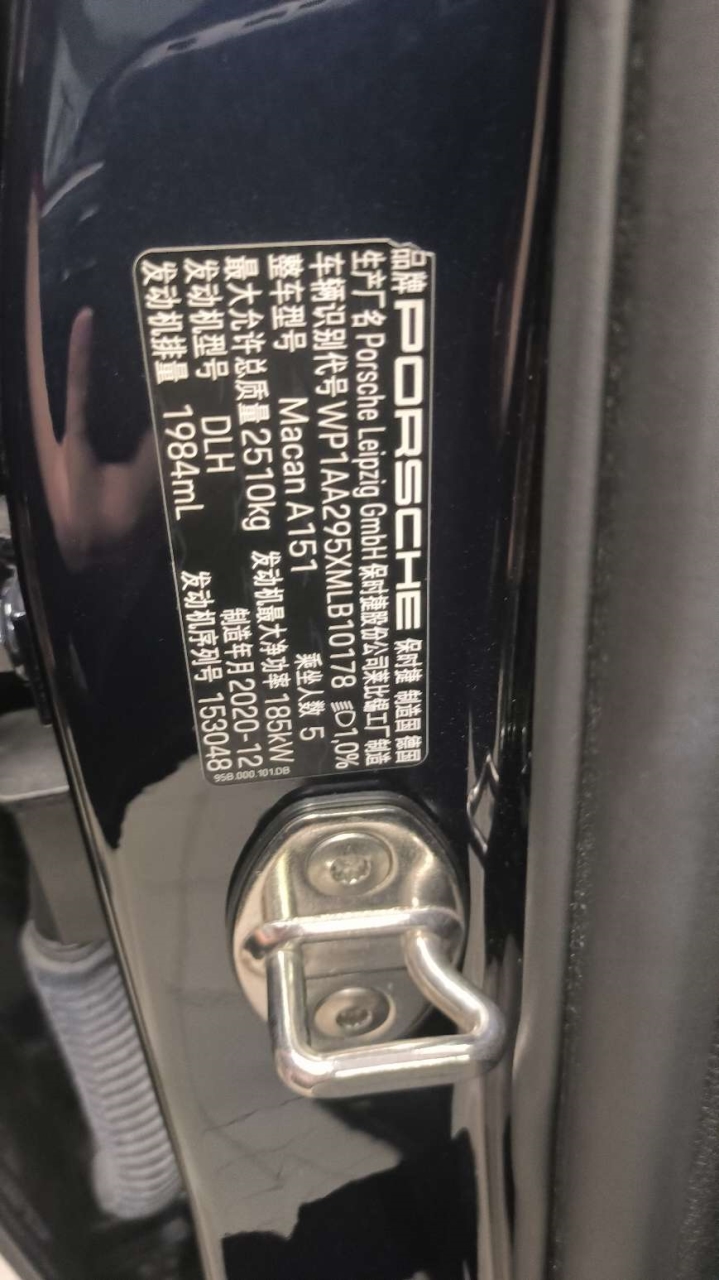 品牌 PORSCHE 保时捷 制造国 德国
生产厂名 Porsche Leipzig GmbH 保时捷股份公司莱比锡工厂制造
车辆识别代号 WP1AA295XMLB10178 1,0%
整车型号 Macan A151 乘坐人数 5
最大允许总质量 2510kg 发动机最大净功率 185kW
发动机型号 DLH 制造年月 2020-12
发动机排量 1984mL 发动机序列号 153048
95B.000.101.DB